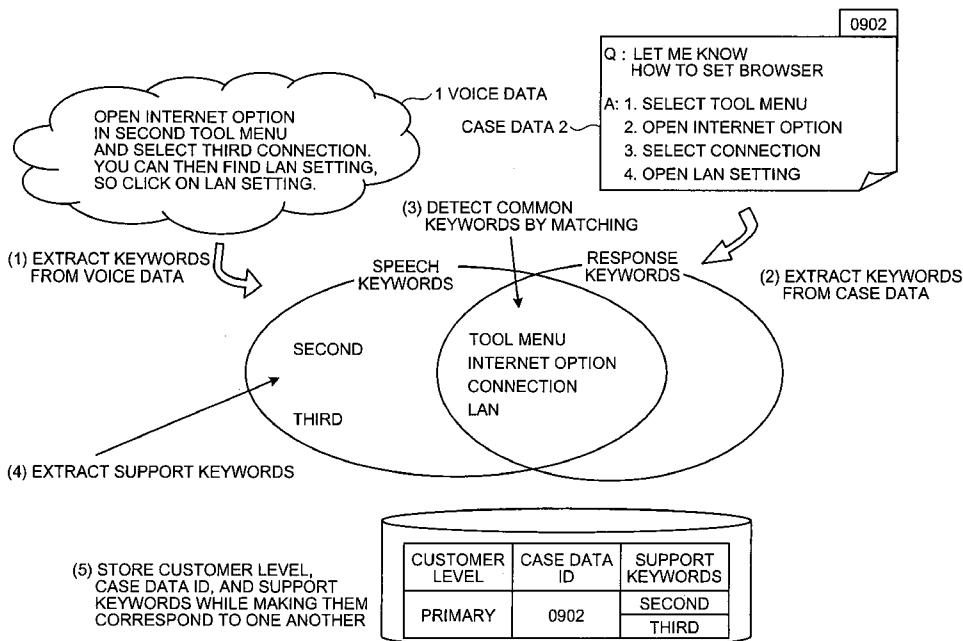 0902
Q : LET ME KNOW
HOW TO SET BROWSER
A: 1. SELECT TOOL MENU
2. OPEN INTERNET OPTION
3. SELECT CONNECTION
4. OPEN LAN SETTING
1 VOICE DATA
CASE DATA 2
OPEN INTERNET OPTION
IN SECOND TOOL MENU
AND SELECT THIRD CONNECTION.
YOU CAN THEN FIND LAN SETTING,
SO CLICK ON LAN SETTING.
(3) DETECT COMMON
KEYWORDS BY MATCHING
(1) EXTRACT KEYWORDS
FROM VOICE DATA
SPEECH
KEYWORDS
RESPONSE
KEYWORDS
(2) EXTRACT KEYWORDS
FROM CASE DATA
SECOND
THIRD
TOOL MENU
INTERNET OPTION
CONNECTION
LAN
(4) EXTRACT SUPPORT KEYWORDS
(5) STORE CUSTOMER LEVEL,
CASE DATA ID, AND SUPPORT
KEYWORDS WHILE MAKING THEM
CORRESPOND TO ONE ANOTHER
CUSTOMER
LEVEL
CASE DATA
ID
SUPPORT
KEYWORDS
PRIMARY
0902
SECOND
THIRD